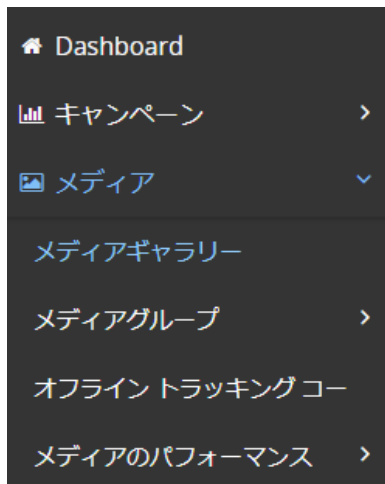 Dashboard
キャンペーン
メディア
メディアギャラリー
メディアグループ
オフライン トラッキング コー
メディアのパフォーマンス